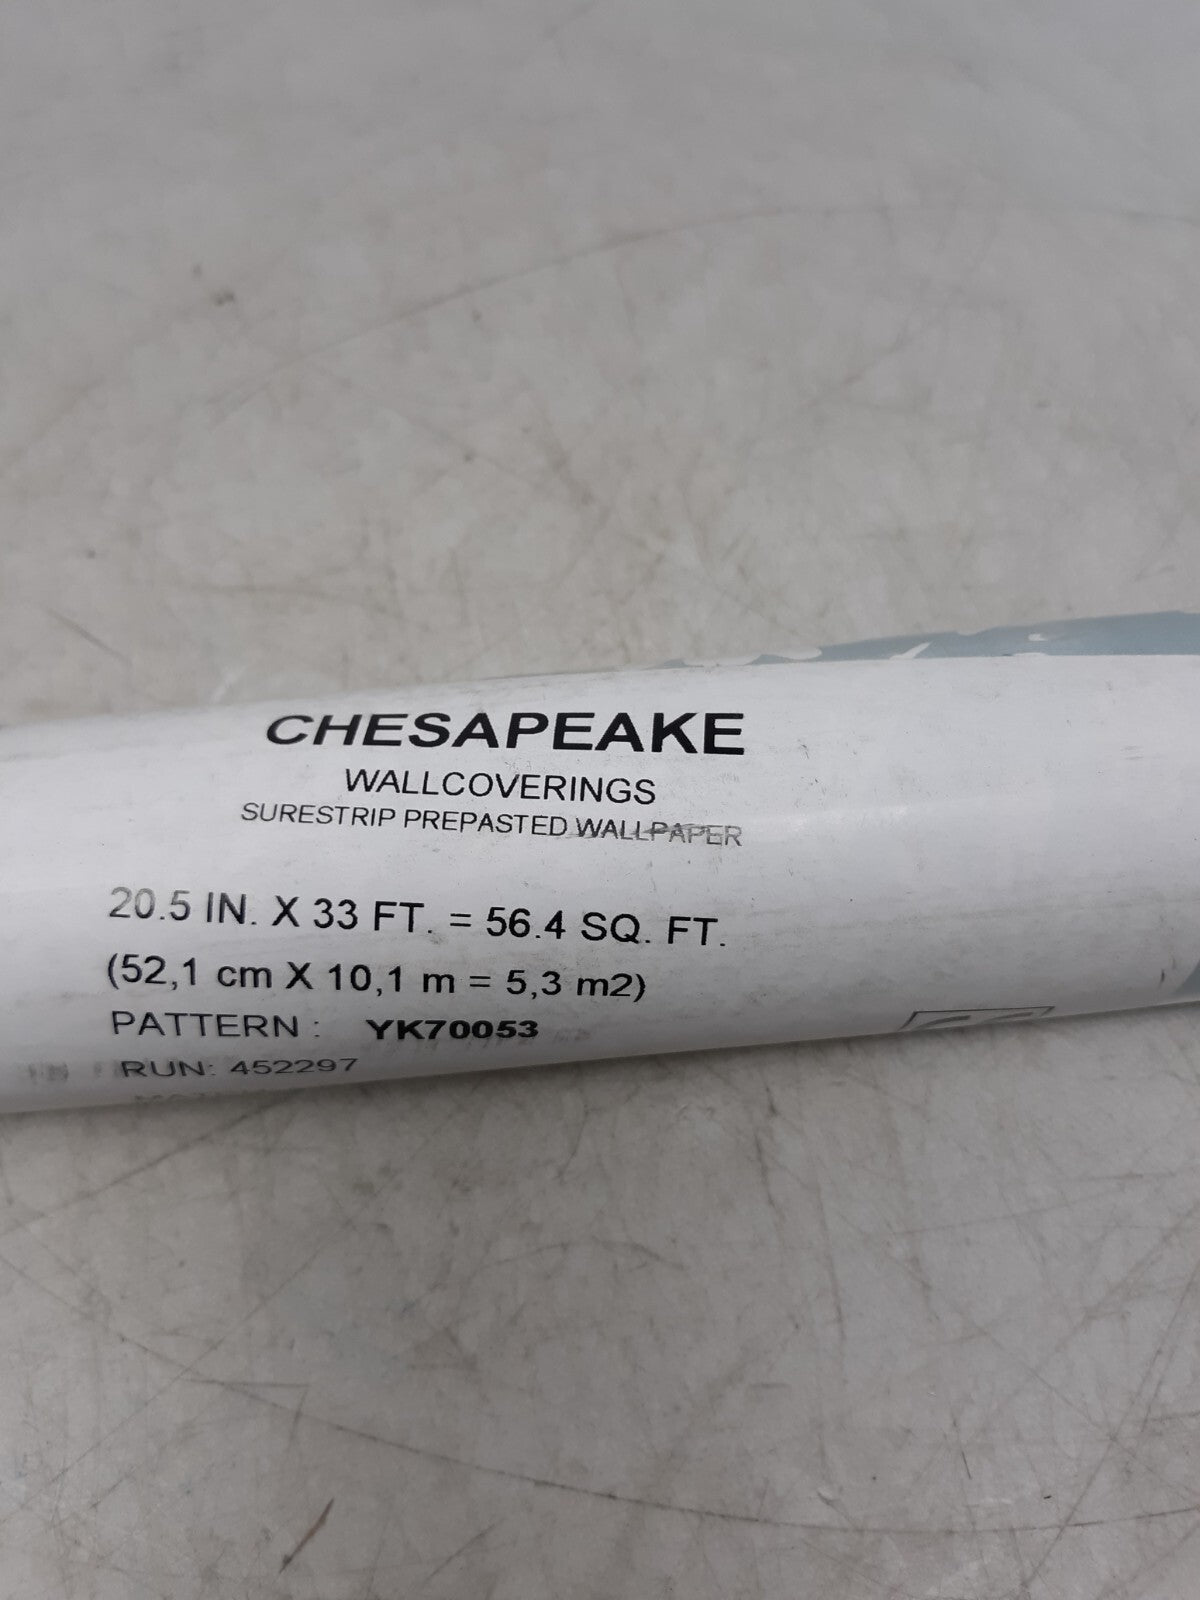 CHESAPEAKE
WALLCOVERINGS
SURESTRIP PREPASTED WALLPAPER
20.5 IN. X 33 FT. = 56.4 SQ. FT.
(52,1 cm X 10,1 m = 5,3 m2)
PATTERN : YK70053
RUN: 452297